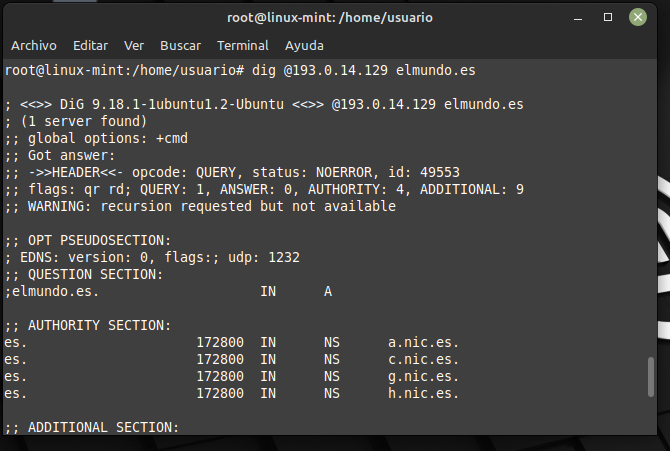 root@linux-mint: /home/usuario
Archivo Editar Ver Buscar Terminal Ayuda
root@linux-mint:/home/usuario# dig @193.0.14.129 elmundo.es

; <<>> DiG 9.18.1-1ubuntu1.2-Ubuntu <<>> @193.0.14.129 elmundo.es
; (1 server found)
;; global options: +cmd
;; Got answer:
;; ->>HEADER<<- opcode: QUERY, status: NOERROR, id: 49553
;; flags: qr rd; QUERY: 1, ANSWER: 0, AUTHORITY: 4, ADDITIONAL: 9
;; WARNING: recursion requested but not available

;; OPT PSEUDOSECTION:
; EDNS: version: 0, flags:; udp: 1232
;; QUESTION SECTION:
;elmundo.es.                    IN      A

;; AUTHORITY SECTION:
es.                     172800  IN      NS      a.nic.es.
es.                     172800  IN      NS      c.nic.es.
es.                     172800  IN      NS      g.nic.es.
es.                     172800  IN      NS      h.nic.es.

;; ADDITIONAL SECTION: